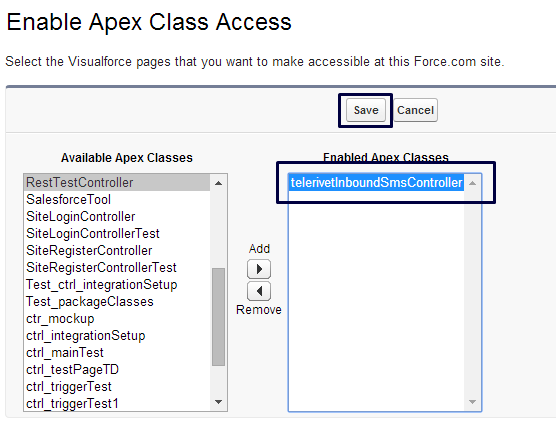 Enable Apex Class Access
Select the Visualforce pages that you want to make accessible at this Force.com site.
Save Cancel
Available Apex Classes
RestTestController
SalesforceTool
SiteLoginController
SiteLoginControllerTest
SiteRegisterController
SiteRegisterControllerTest
Test_ctrl_integrationSetup
Test_packageClasses
ctr_mockup
ctrl_integrationSetup
ctrl_mainTest
ctrl_testPageTD
ctrl_triggerTest
ctrl_triggerTest1
Add
Remove
Enabled Apex Classes
telerivetInboundSmsController